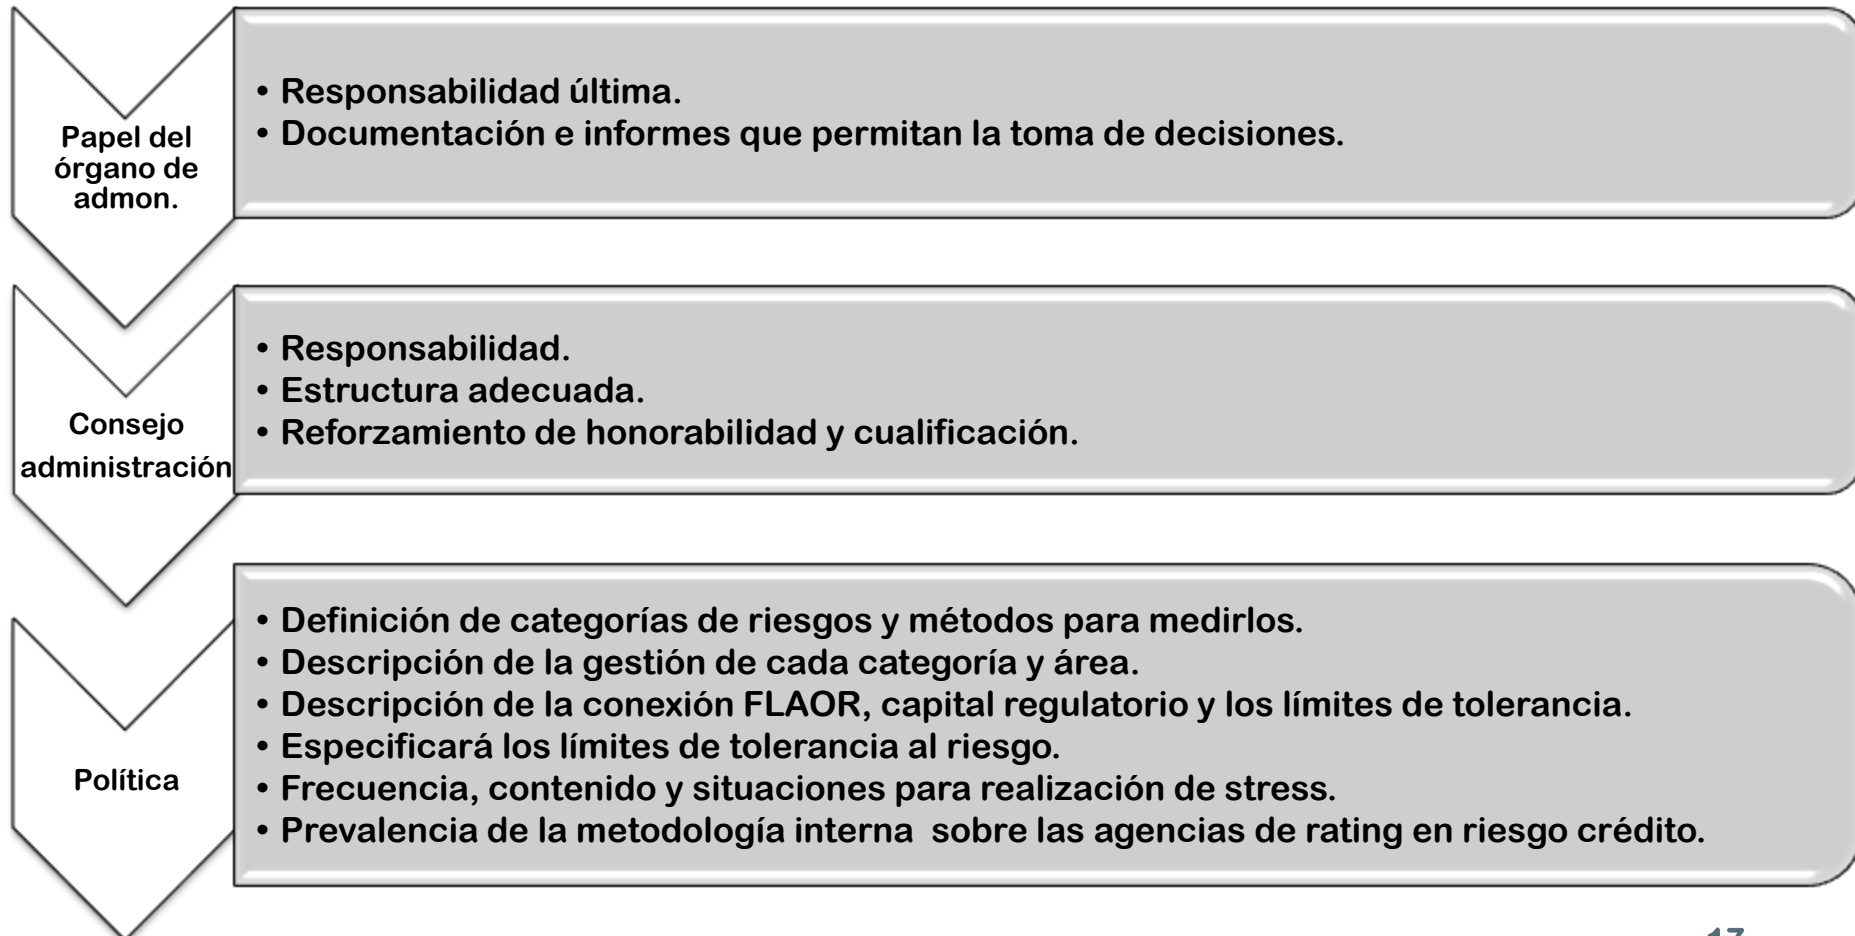 Papel del
órgano de
admon.
• Responsabilidad última.
• Documentación e informes que permitan la toma de decisiones.
Consejo
administración
• Responsabilidad.
• Estructura adecuada.
• Reforzamiento de honorabilidad y cualificación.
Política
• Definición de categorías de riesgos y métodos para medirlos.
• Descripción de la gestión de cada categoría y área.
• Descripción de la conexión FLAOR, capital regulatorio y los límites de tolerancia.
• Especificará los límites de tolerancia al riesgo.
• Frecuencia, contenido y situaciones para realización de stress.
• Prevalencia de la metodología interna  sobre las agencias de rating en riesgo crédito.